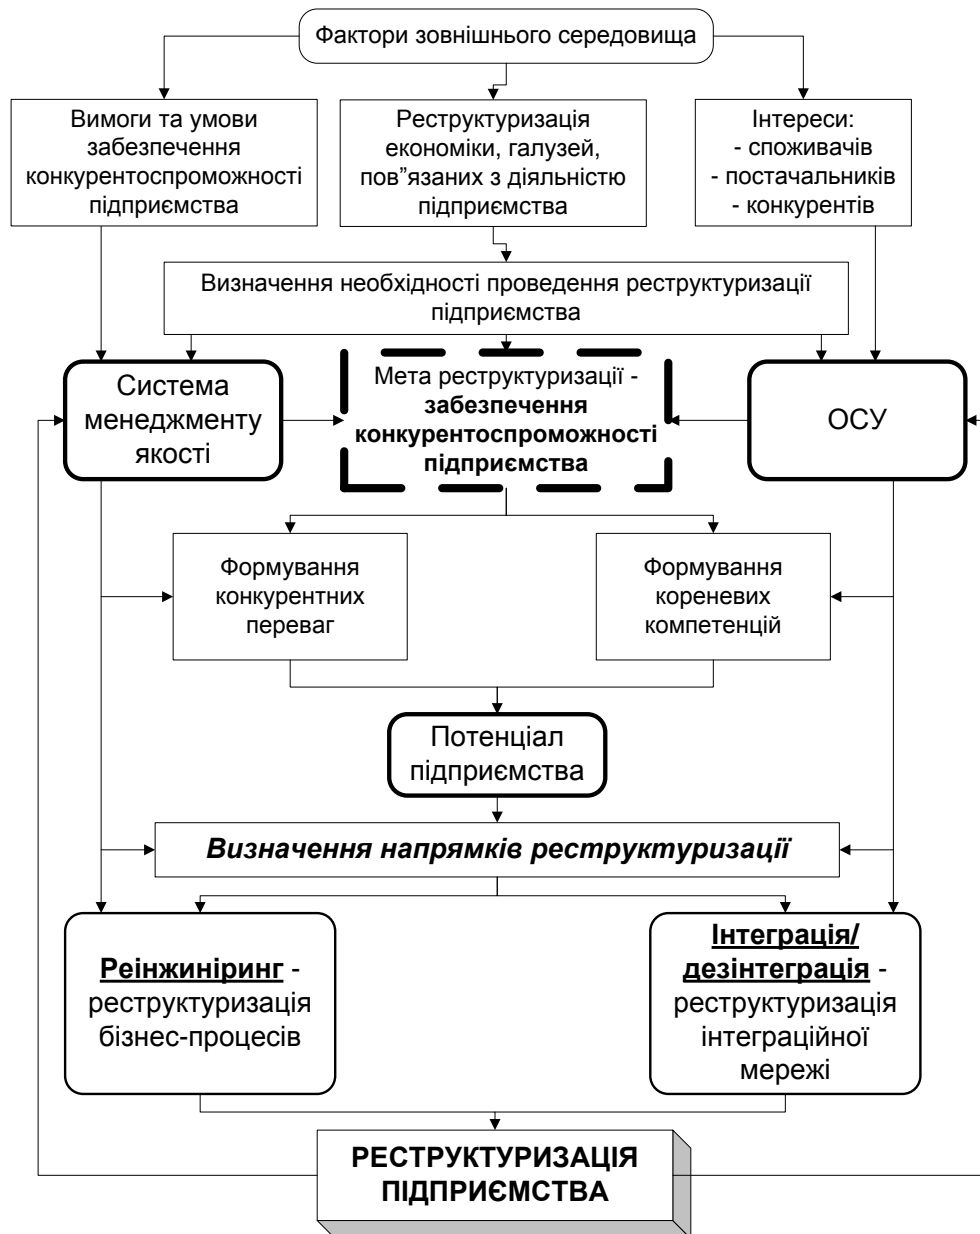 Фактори зовнішнього середовища
Вимоги та умови
забезпечення
конкурентоспроможності
підприємства
Реструктуризація
економіки, галузей,
пов”язаних з діяльністю
підприємства
Інтереси:
- споживачів
- постачальників
- конкурентів
Визначення необхідності проведення реструктуризації
підприємства
Система
менеджменту
якості
Мета реструктуризації -
забезпечення
конкурентоспроможності
підприємства
ОСУ
Формування
конкурентних
переваг
Формування
кореневих
компетенцій
Потенціал
підприємства
Визначення напрямків реструктуризації
Реінжиніринг -
реструктуризація
бізнес-процесів
Інтеграція/
дезінтеграція -
реструктуризація
інтеграційної
мережі
РЕСТРУКТУРИЗАЦІЯ
ПІДПРИЄМСТВА